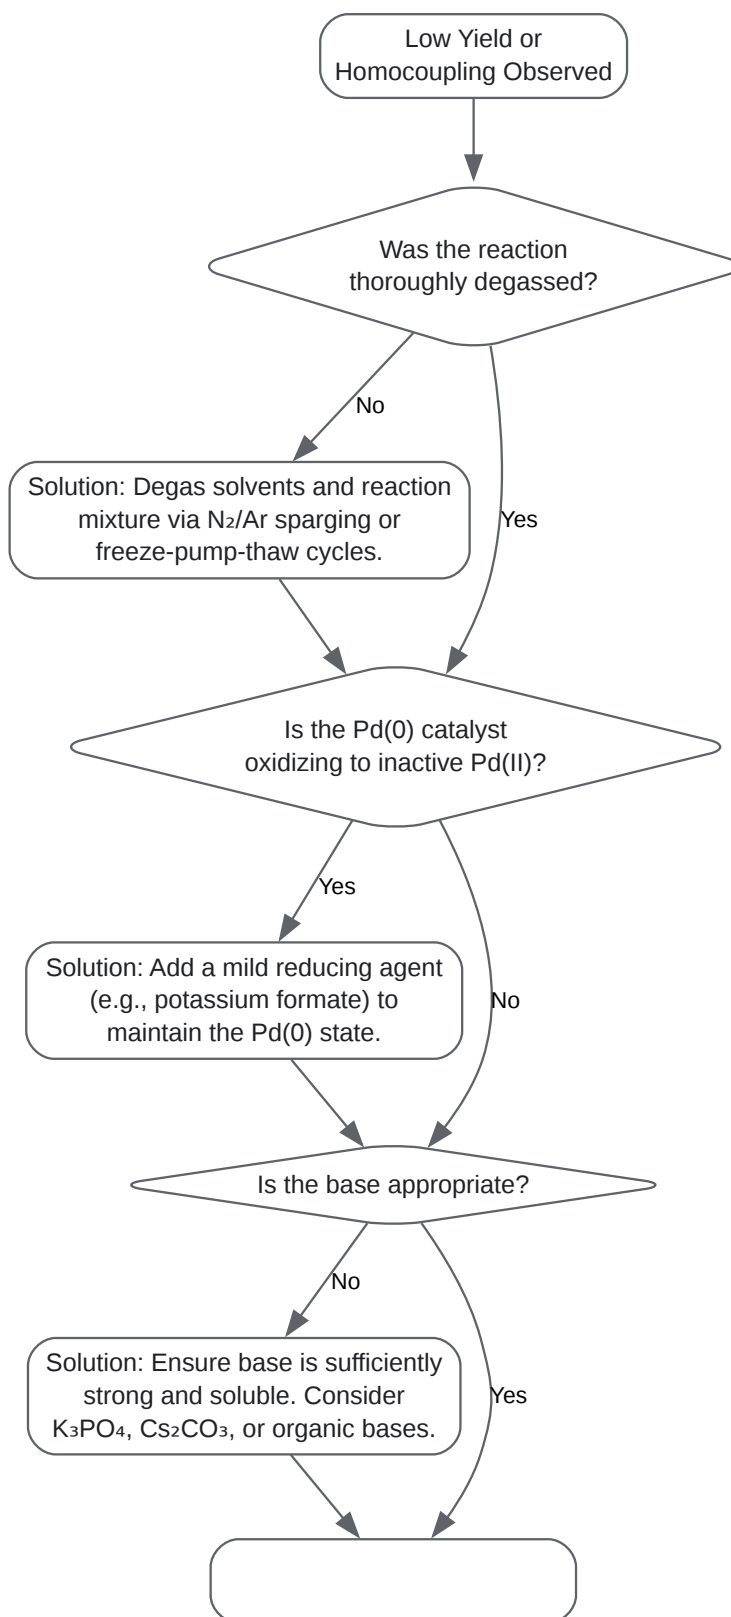 Low Yield or
Homocoupling Observed
Was the reaction
thoroughly degassed?
No
Solution: Degas solvents and reaction
mixture via N₂/Ar sparging or
freeze-pump-thaw cycles.
Yes
Is the Pd(0) catalyst
oxidizing to inactive Pd(II)?
Yes
Solution: Add a mild reducing agent
(e.g., potassium formate) to
maintain the Pd(0) state.
No
Is the base appropriate?
No
Solution: Ensure base is sufficiently
strong and soluble. Consider
K₃PO₄, Cs₂CO₃, or organic bases.
Yes